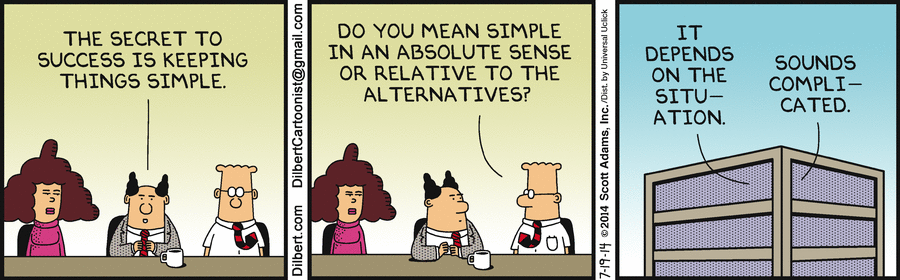 THE SECRET TO
SUCCESS IS KEEPING
THINGS SIMPLE.
Dilbert.com DilbertCartoonist@gmail.com
DO YOU MEAN SIMPLE
IN AN ABSOLUTE SENSE
OR RELATIVE TO THE
ALTERNATIVES?
7-19-14 © 2014 Scott Adams, Inc. /Dist. by Universal Uclick
IT
DEPENDS
ON THE
SITU-
ATION.
SOUNDS
COMPLI-
CATED.